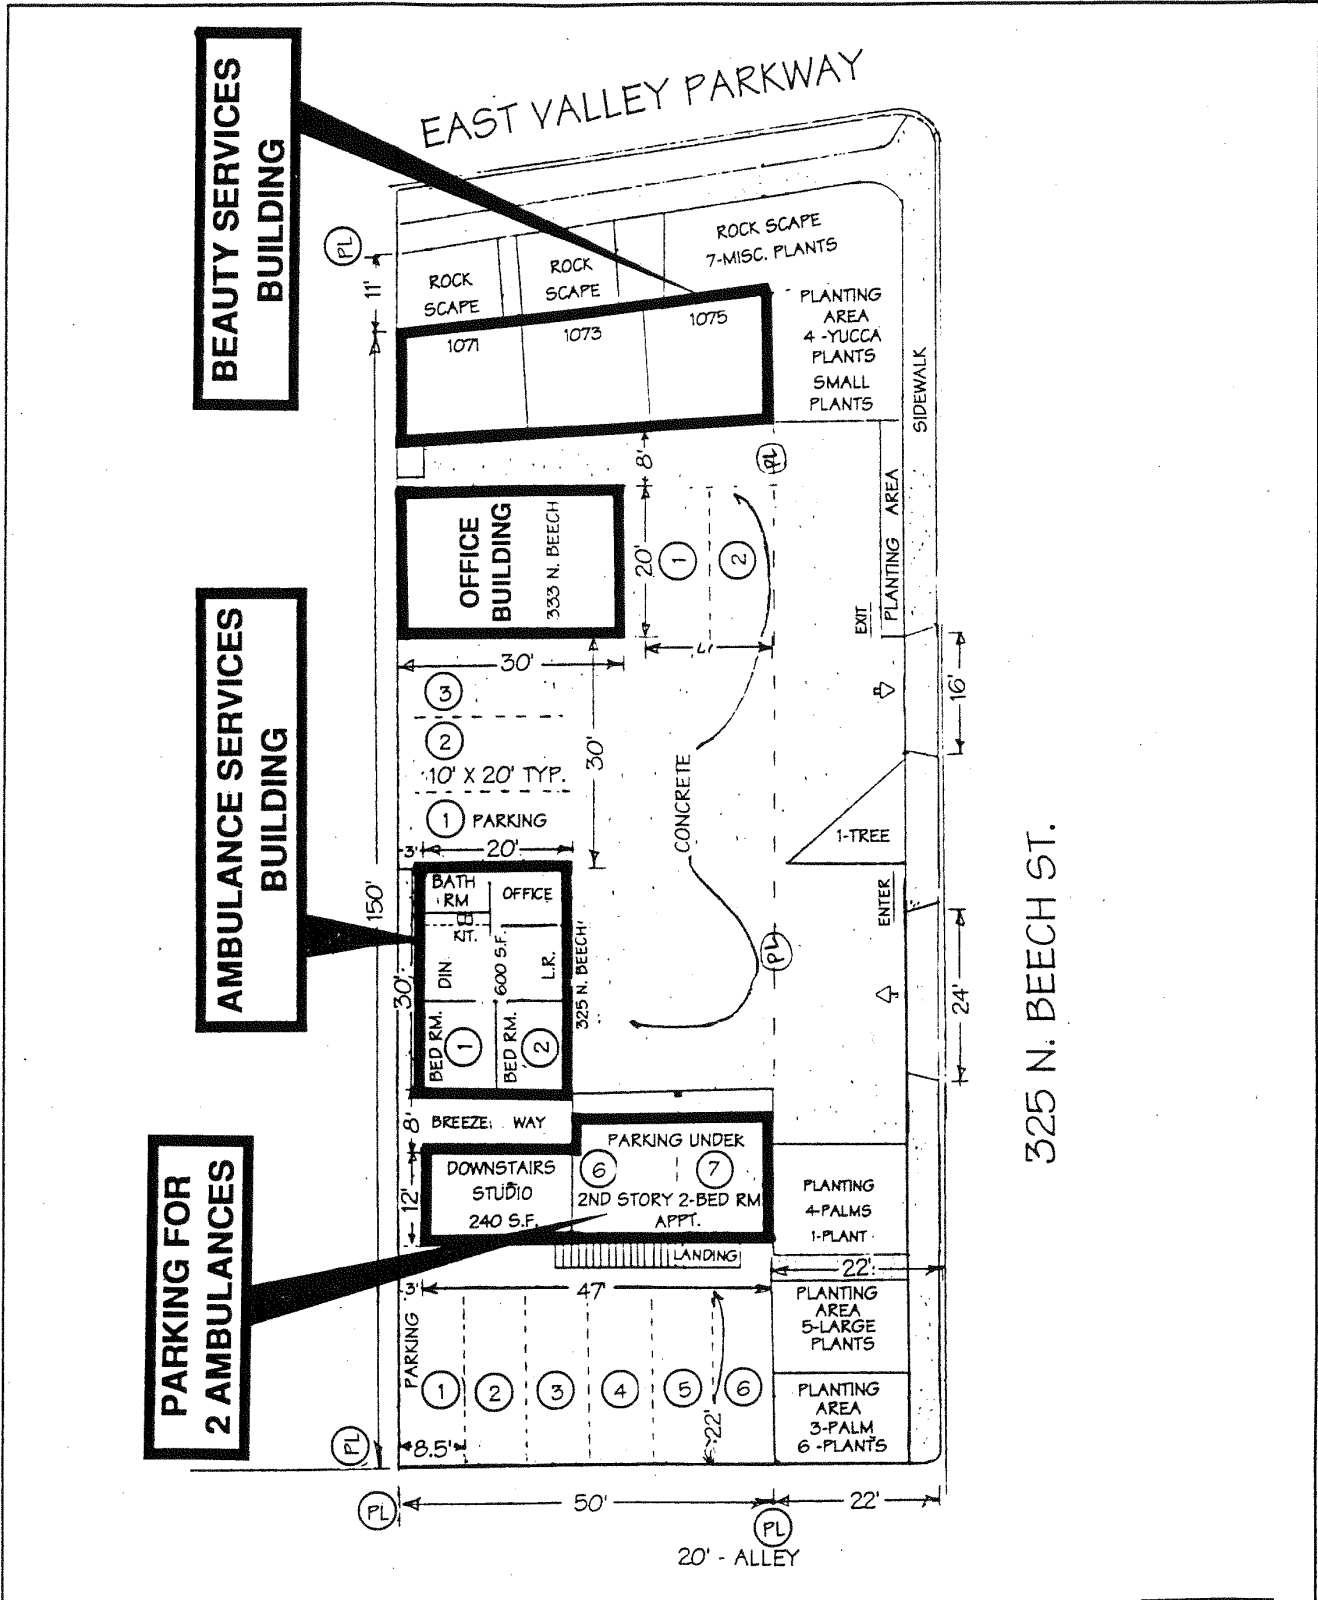 EAST VALLEY PARKWAY
BEAUTY SERVICES
BUILDING
PL
11'
ROCK
SCAPE
ROCK
SCAPE
ROCK SCAPE
7-MISC. PLANTS
1071
1073
1075
PLANTING
AREA
4 -YUCCA
PLANTS
SMALL
PLANTS
SIDEWALK
8'
PL
OFFICE
BUILDING
333 N. BEECH
20'
1
2
PLANTING AREA
EXIT
30'
16'
AMBULANCE SERVICES
BUILDING
3
2
10' X 20' TYP.
1
PARKING
30'
CONCRETE
1-TREE
3'
20'
150'
BATH
RM
OFFICE
KIT.
DIN
600 S.F.
L.R.
30'
BED RM.
1
BED RM.
2
325 N. BEECH
PL
ENTER
24'
325 N. BEECH ST.
8'
BREEZE WAY
PARKING FOR
2 AMBULANCES
12'
DOWNSTAIRS
STUDIO
240 S.F.
PARKING UNDER
6
7
2ND STORY 2-BED RM
APPT.
LANDING
PLANTING
4-PALMS
1-PLANT
22'
3'
47'
PLANTING
AREA
5-LARGE
PLANTS
PARKING
1
2
3
4
5
6
PLANTING
AREA
3-PALM
6 -PLANTS
PL
8.5'
22'
PL
50'
22'
PL
20' - ALLEY